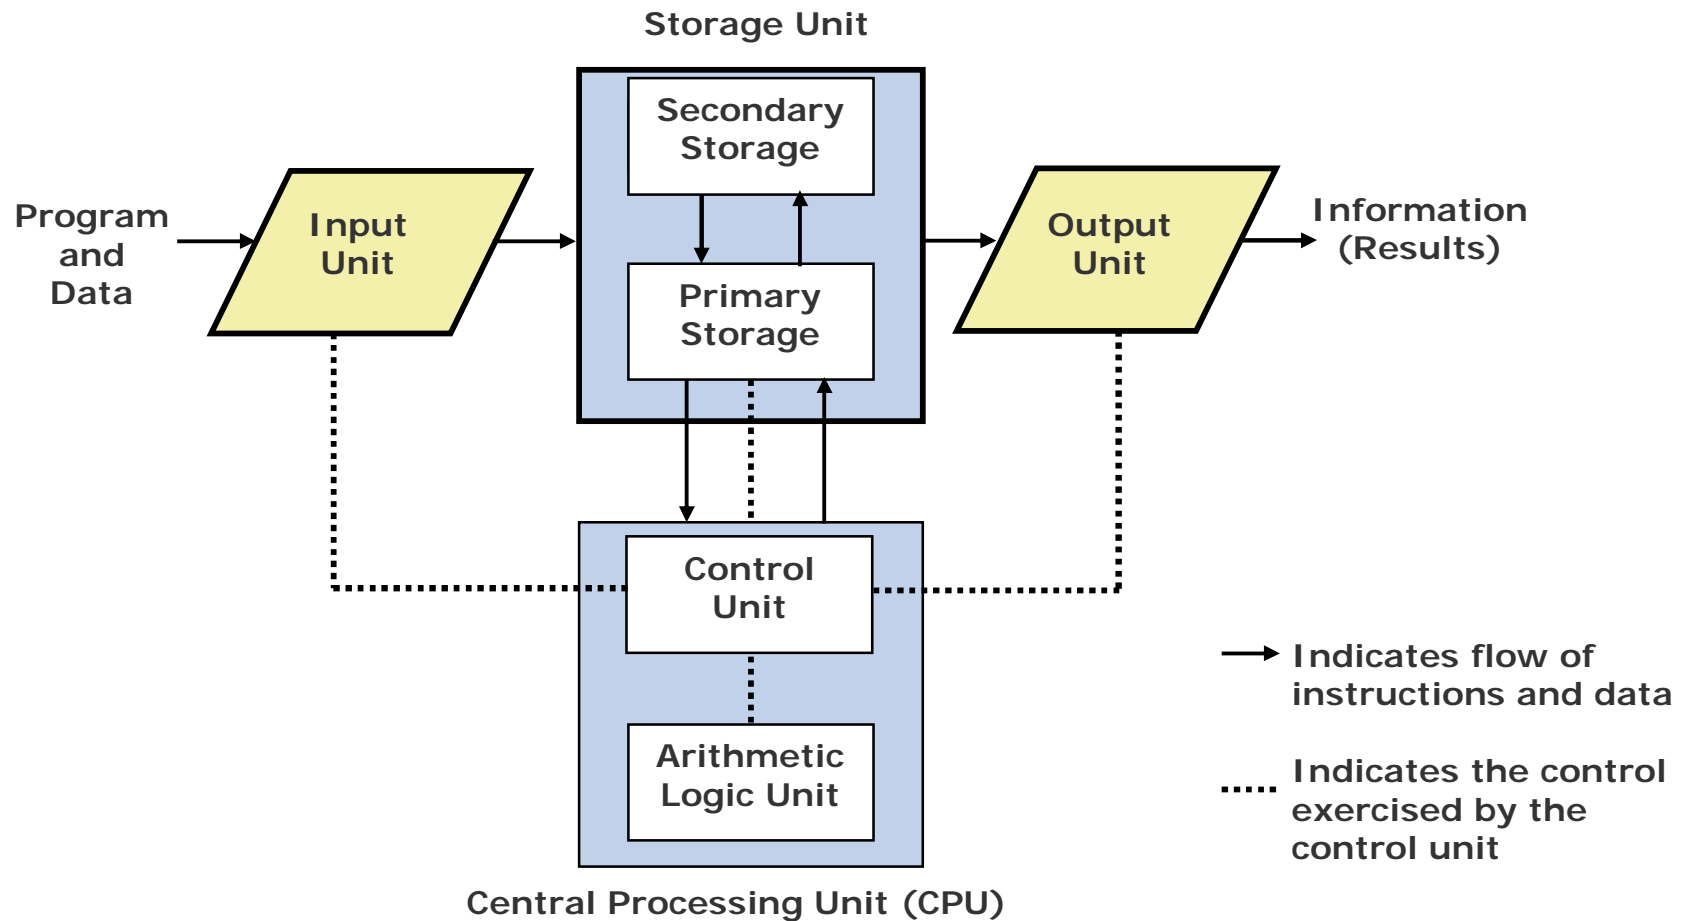 Storage Unit
Secondary
Storage
Program
and
Data
Input
Unit
Primary
Storage
Output
Unit
Information
(Results)
Control
Unit
Arithmetic
Logic Unit
Central Processing Unit (CPU)
Indicates flow of
instructions and data
Indicates the control
exercised by the
control unit